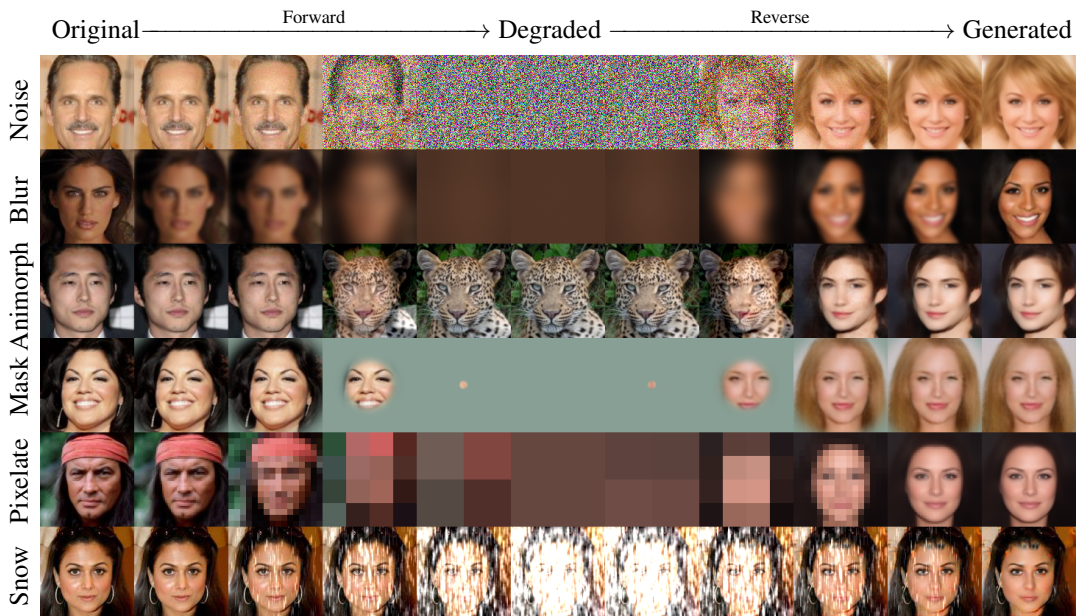 Forward Reverse
Original Degraded Generated
Noise
Blur
Animorph
Mask
Pixelate
Snow